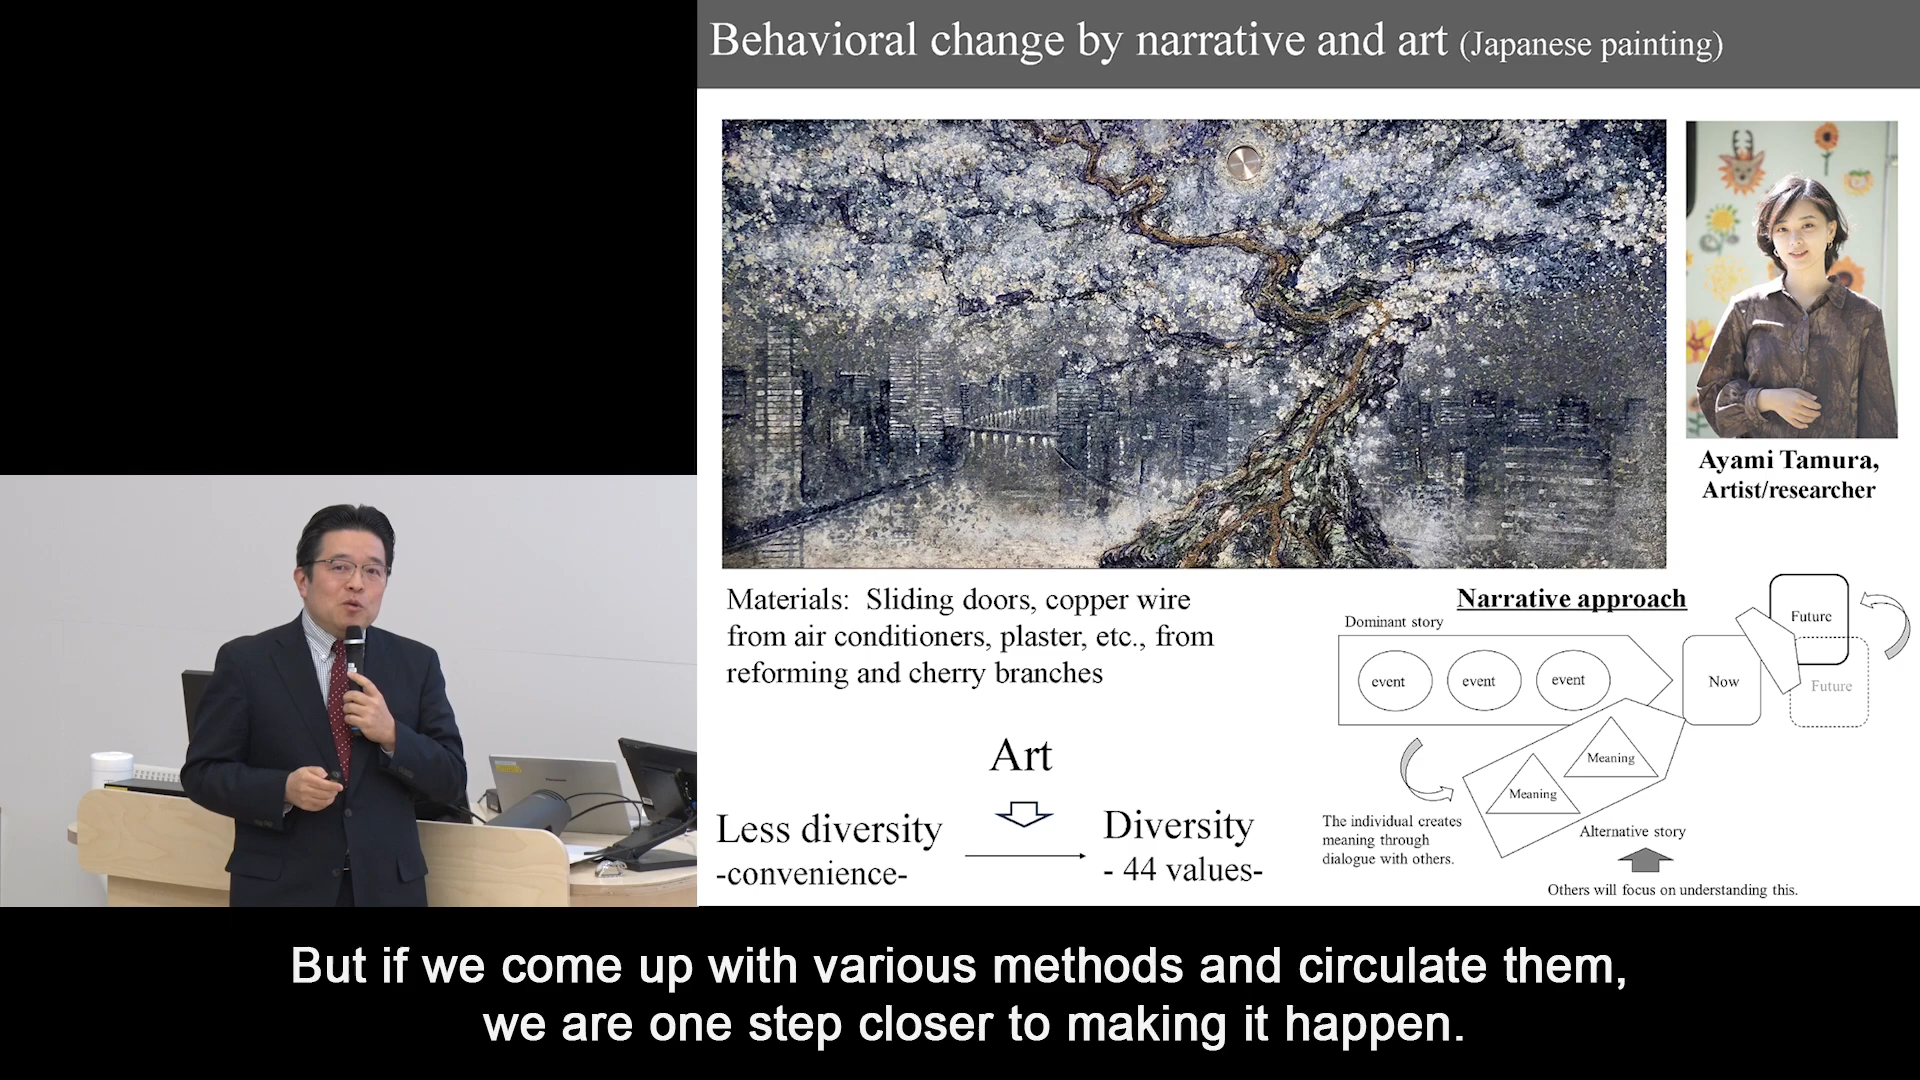 Behavioral change by narrative and art (Japanese painting)
Ayami Tamura,
Artist/researcher
Materials: Sliding doors, copper wire
from air conditioners, plaster, etc., from
reforming and cherry branches
Art
Less diversity
-convenience-
Diversity
- 44 values-
Narrative approach
Dominant story
event
event
event
Now
Future
Future
Meaning
Meaning
The individual creates
meaning through
dialogue with others.
Alternative story
Others will focus on understanding this.
But if we come up with various methods and circulate them,
we are one step closer to making it happen.